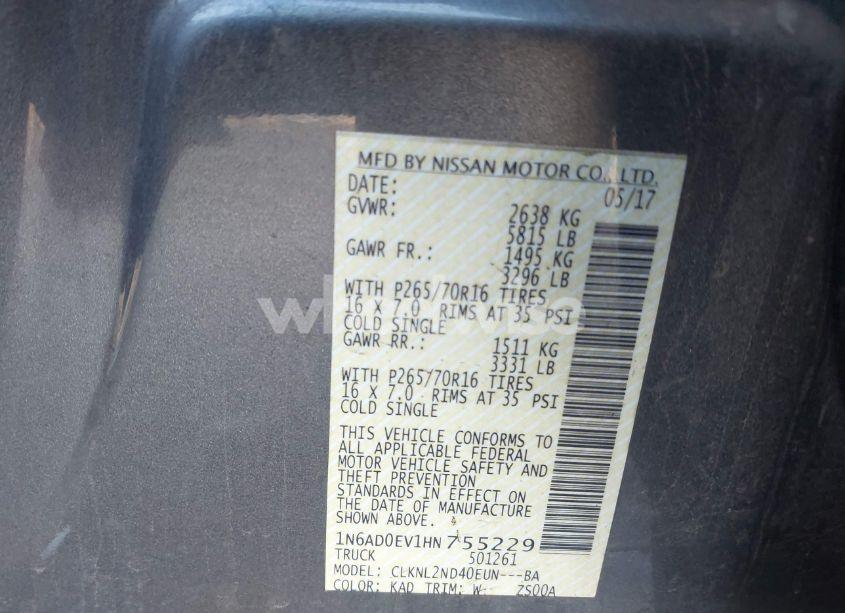 MFD BY NISSAN MOTOR CO., LTD.
DATE: 05/17
GVWR: 2638 KG
5815 LB
GAWR FR.: 1495 KG
3296 LB
WITH P265/70R16 TIRES
16 X 7.0 RIMS AT 35 PSI
COLD SINGLE
GAWR RR.: 1511 KG
3331 LB
WITH P265/70R16 TIRES
16 X 7.0 RIMS AT 35 PSI
COLD SINGLE
THIS VEHICLE CONFORMS TO
ALL APPLICABLE FEDERAL
MOTOR VEHICLE SAFETY AND
THEFT PREVENTION
STANDARDS IN EFFECT ON
THE DATE OF MANUFACTURE
SHOWN ABOVE.
1N6AD0EV1HN755229
TRUCK 501261
MODEL: CLKNL2ND40EUN---BA
COLOR: KAD TRIM: W-- ZS00A